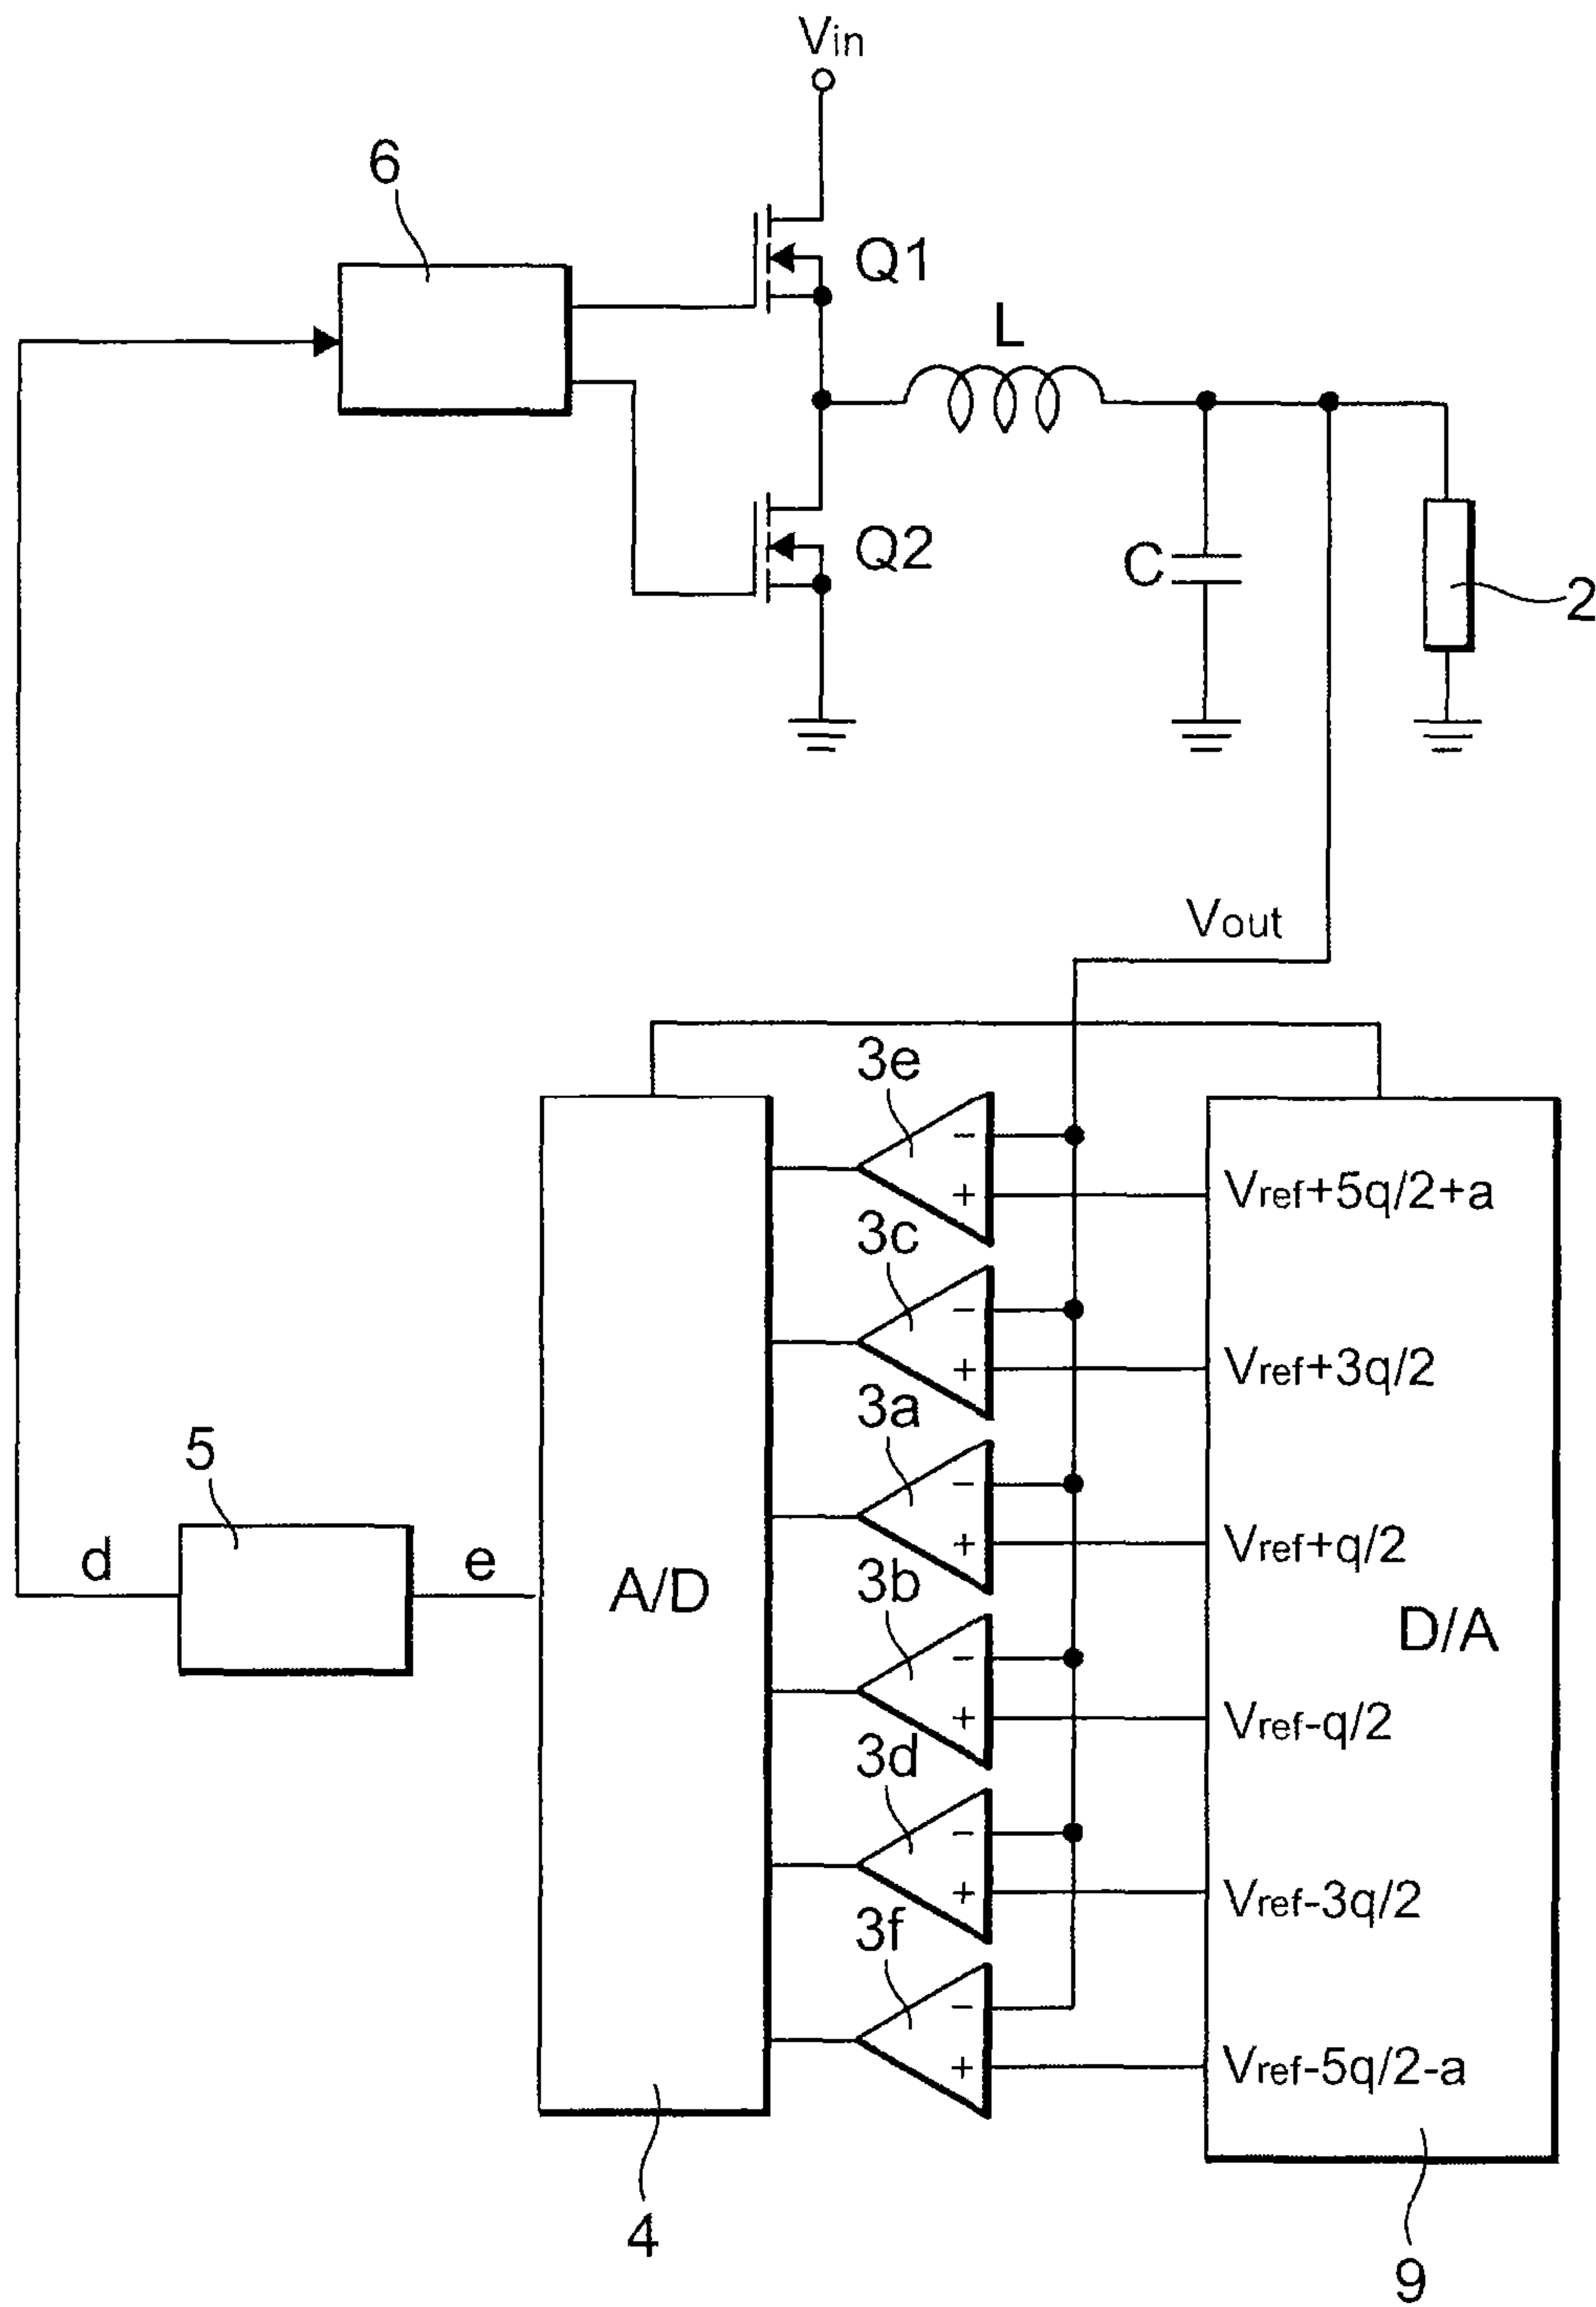 Vin
6
Q1
L
Q2
C
2
Vout
3e
−
+
Vref+5q/2+a
3c
−
+
Vref+3q/2
3a
−
+
Vref+q/2
5
d
e
A/D
3b
−
+
Vref-q/2
D/A
3d
−
+
Vref-3q/2
3f
−
+
Vref-5q/2-a
4
9